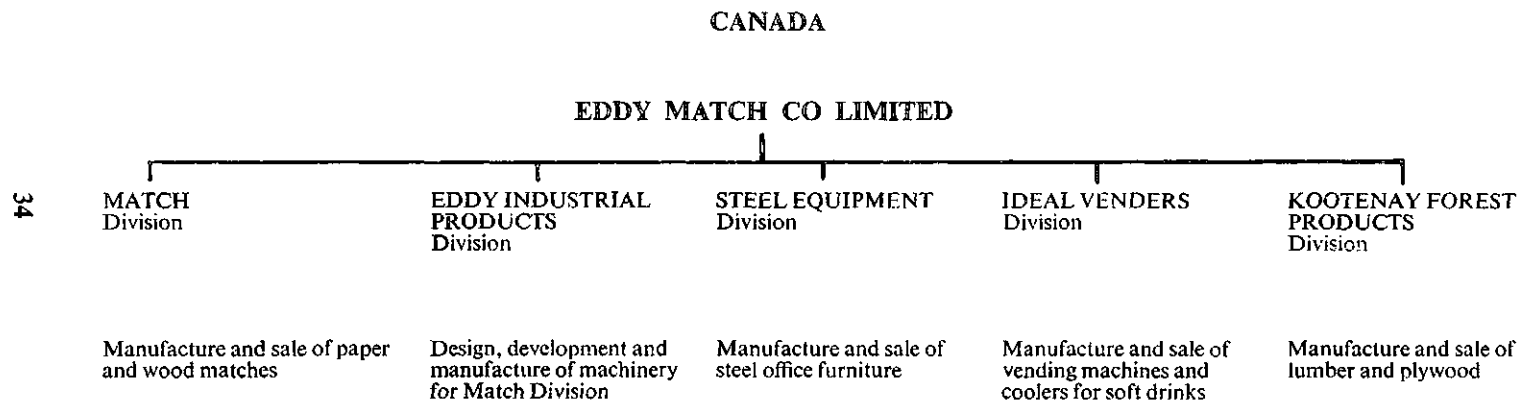 CANADA
EDDY MATCH CO LIMITED
34
MATCH
Division
EDDY INDUSTRIAL
PRODUCTS
Division
STEEL EQUIPMENT
Division
IDEAL VENDERS
Division
KOOTENAY FOREST
PRODUCTS
Division
Manufacture and sale of paper
and wood matches
Design, development and
manufacture of machinery
for Match Division
Manufacture and sale of
steel office furniture
Manufacture and sale of
vending machines and
coolers for soft drinks
Manufacture and sale of
lumber and plywood